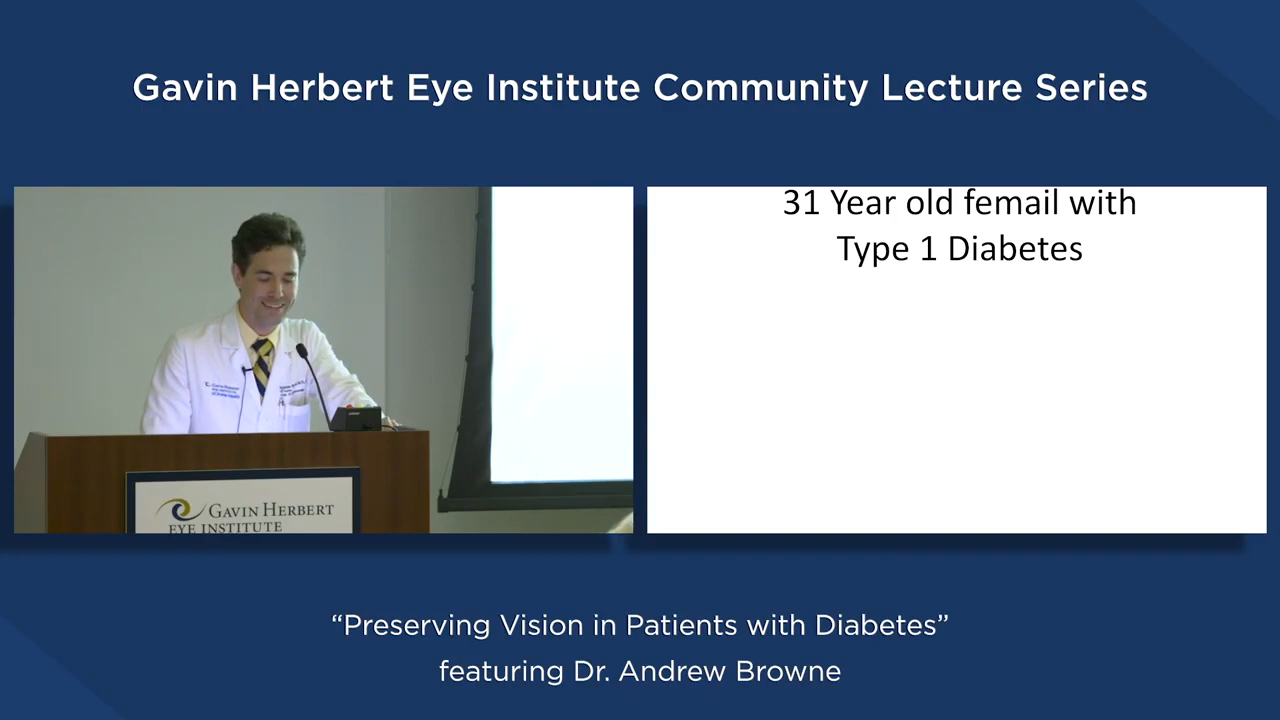 Gavin Herbert Eye Institute Community Lecture Series
31 Year old femail with
Type 1 Diabetes
GAVIN HERBERT
EYE INSTITUTE
“Preserving Vision in Patients with Diabetes”
featuring Dr. Andrew Browne